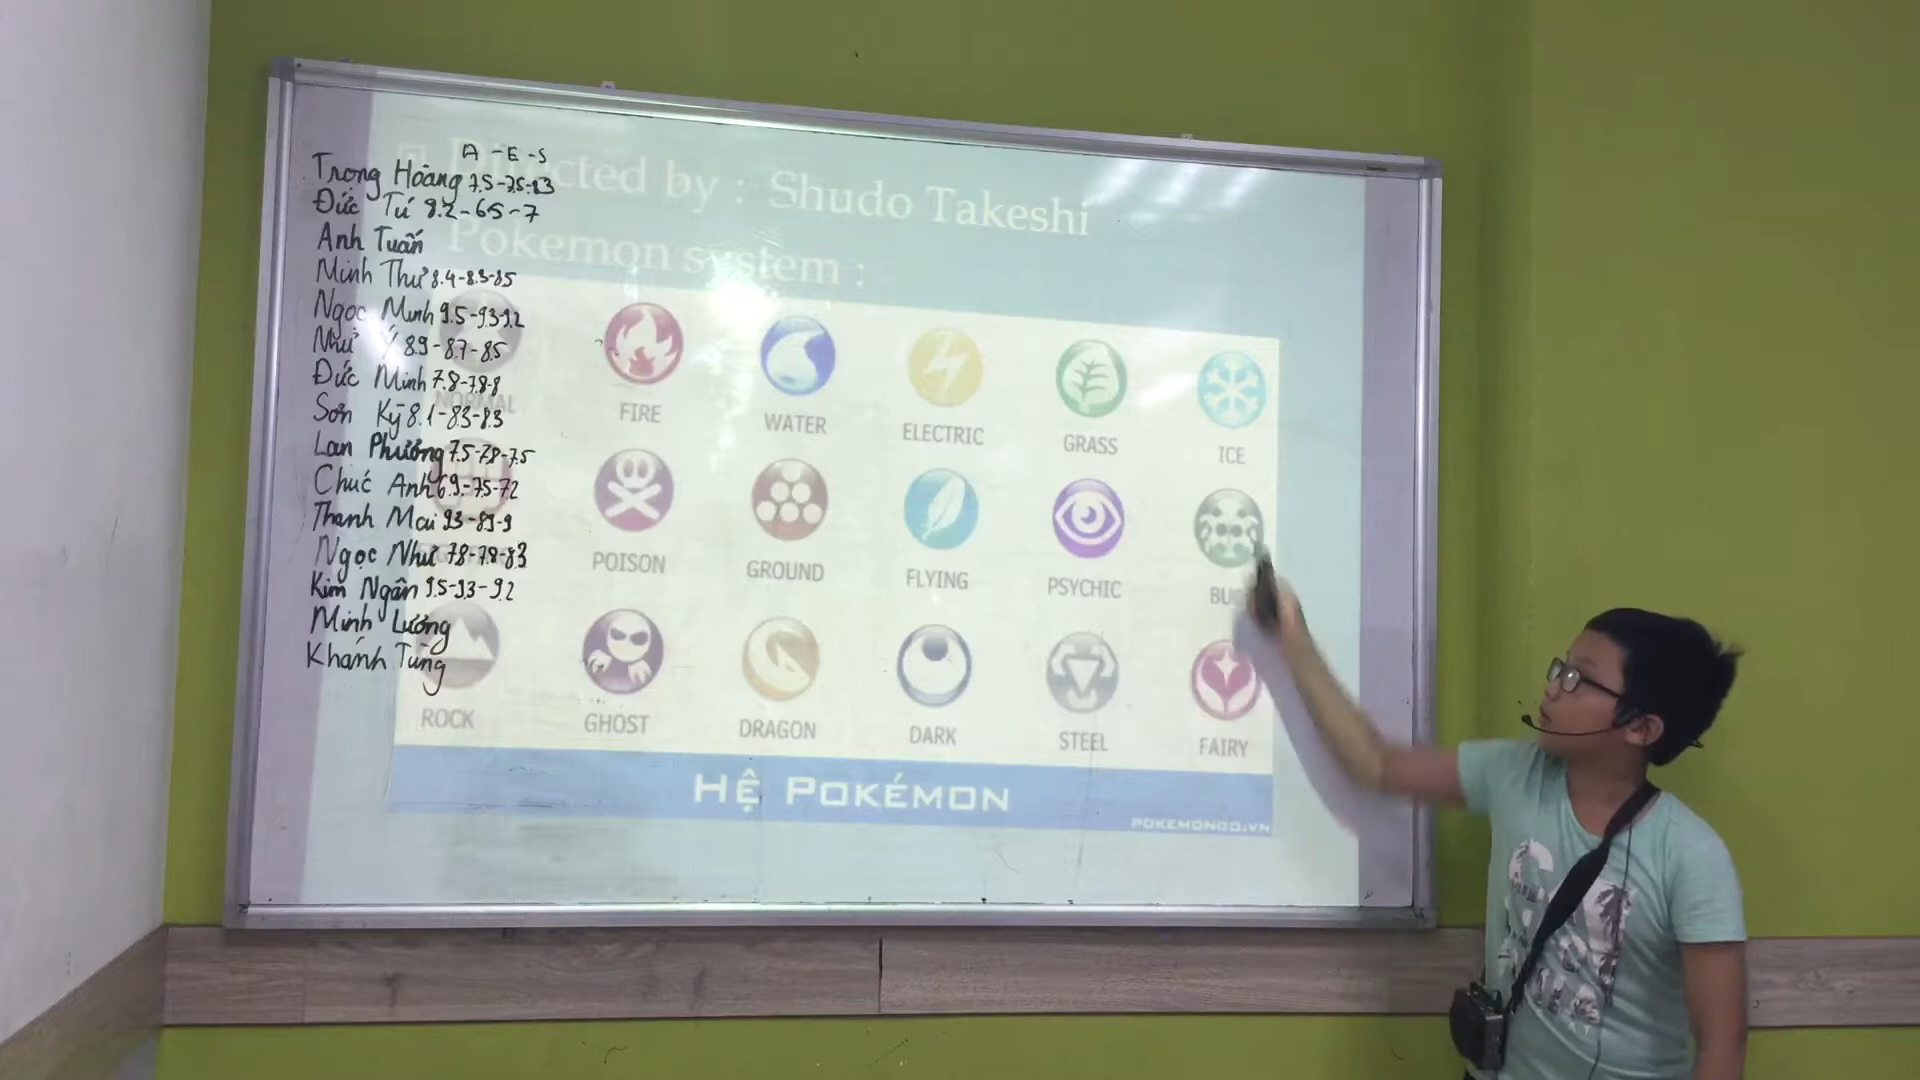 A - E - S
Trọng Hoàng 7.5-7.5-8.3
Đức Tú 8.2-6.5-7
Anh Tuấn
Minh Thư 8.4-8.3-8.5
Ngọc Minh 9.5-9.3-9.2
Như Ý 8.9-8.7-8.5
Đức Minh 7.8-7.8-8
Sơn Kỳ 8.1-8.3-8.3
Lan Phương 7.5-7.8-7.5
Chúc Anh 6.9-7.5-7.2
Thanh Mai 9.3-8.9-9
Ngọc Như 7.8-7.8-8.3
Kim Ngân 9.5-9.3-9.2
Minh Lương
Khánh Tùng
Directed by : Shudo Takeshi
Pokemon system :
NORMAL FIRE WATER ELECTRIC GRASS ICE
POISON GROUND FLYING PSYCHIC BUG
ROCK GHOST DRAGON DARK STEEL FAIRY
HỆ POKÉMON
POKEMONGO.VN